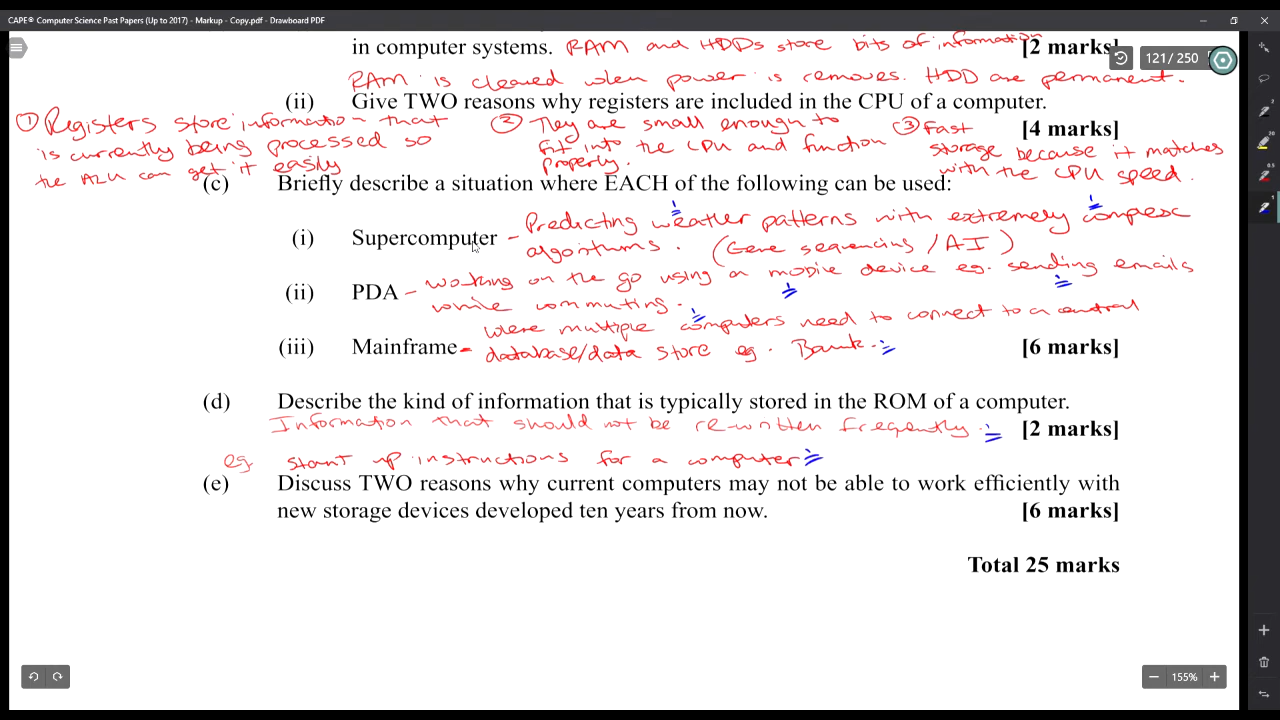 CAPE® Computer Science Past Papers (Up to 2017) - Markup - Copy.pdf - Drawboard PDF
121 / 250
in computer systems. RAM and HDDs store bits of information [2 marks]
RAM is cleared when power is removes. HDD are permanent.
(ii) Give TWO reasons why registers are included in the CPU of a computer.
[4 marks]
① Registers store information that
is currently being processed so
the ALU can get it easily
② They are small enough to
fit into the CPU and function
properly.
③ Fast
storage because it matches
with the CPU speed.
(c) Briefly describe a situation where EACH of the following can be used:
(i) Supercomputer - Predicting weather patterns with extremely complex
algorithms. (Gene sequencing / AI)
(ii) PDA - working on the go using a mobile device eg. sending emails
while commuting.
(iii) Mainframe - where multiple computers need to connect to a central
database/data store eg. Bank. [6 marks]
(d) Describe the kind of information that is typically stored in the ROM of a computer.
Information that should not be re-written frequently. [2 marks]
eg. start up instructions for a computer
(e) Discuss TWO reasons why current computers may not be able to work efficiently with
new storage devices developed ten years from now. [6 marks]
Total 25 marks
155%